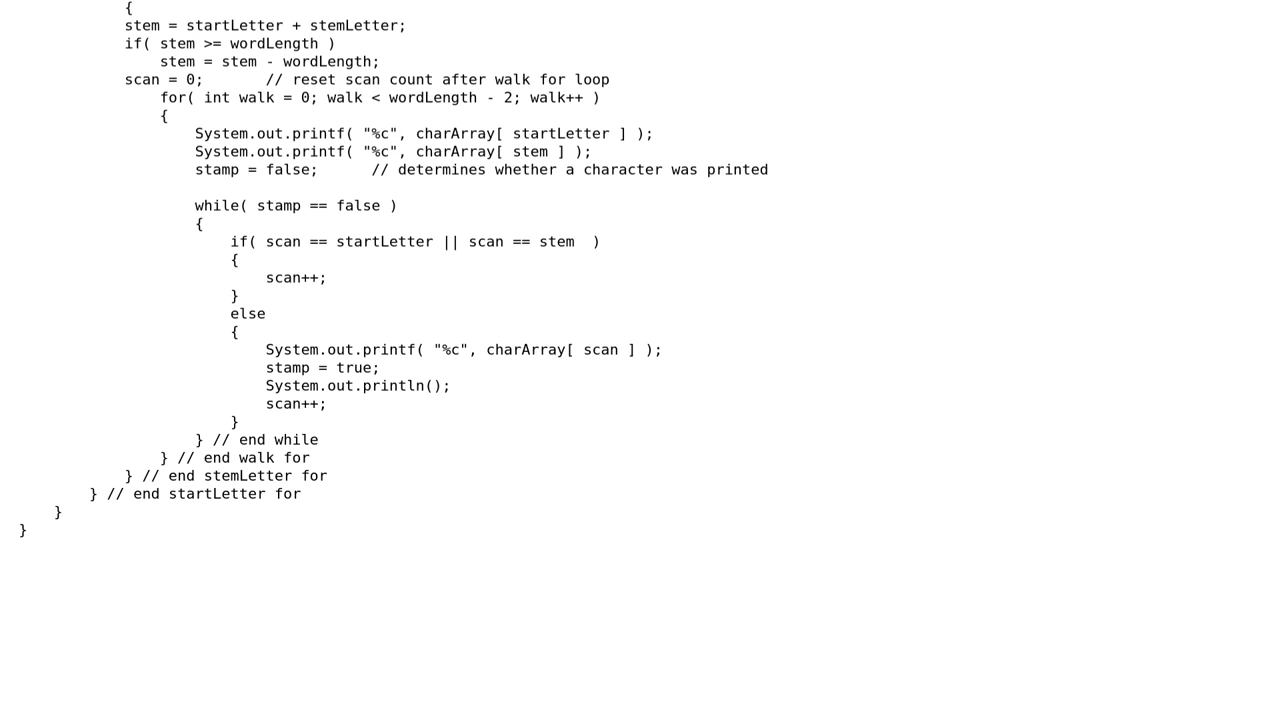 {
stem = startLetter + stemLetter;
if( stem >= wordLength )
stem = stem - wordLength;
scan = 0;       // reset scan count after walk for loop
for( int walk = 0; walk < wordLength - 2; walk++ )
{
System.out.printf( "%c", charArray[ startLetter ] );
System.out.printf( "%c", charArray[ stem ] );
stamp = false;      // determines whether a character was printed
while( stamp == false )
{
if( scan == startLetter || scan == stem  )
{
scan++;
}
else
{
System.out.printf( "%c", charArray[ scan ] );
stamp = true;
System.out.println();
scan++;
}
} // end while
} // end walk for
} // end stemLetter for
} // end startLetter for
}
}